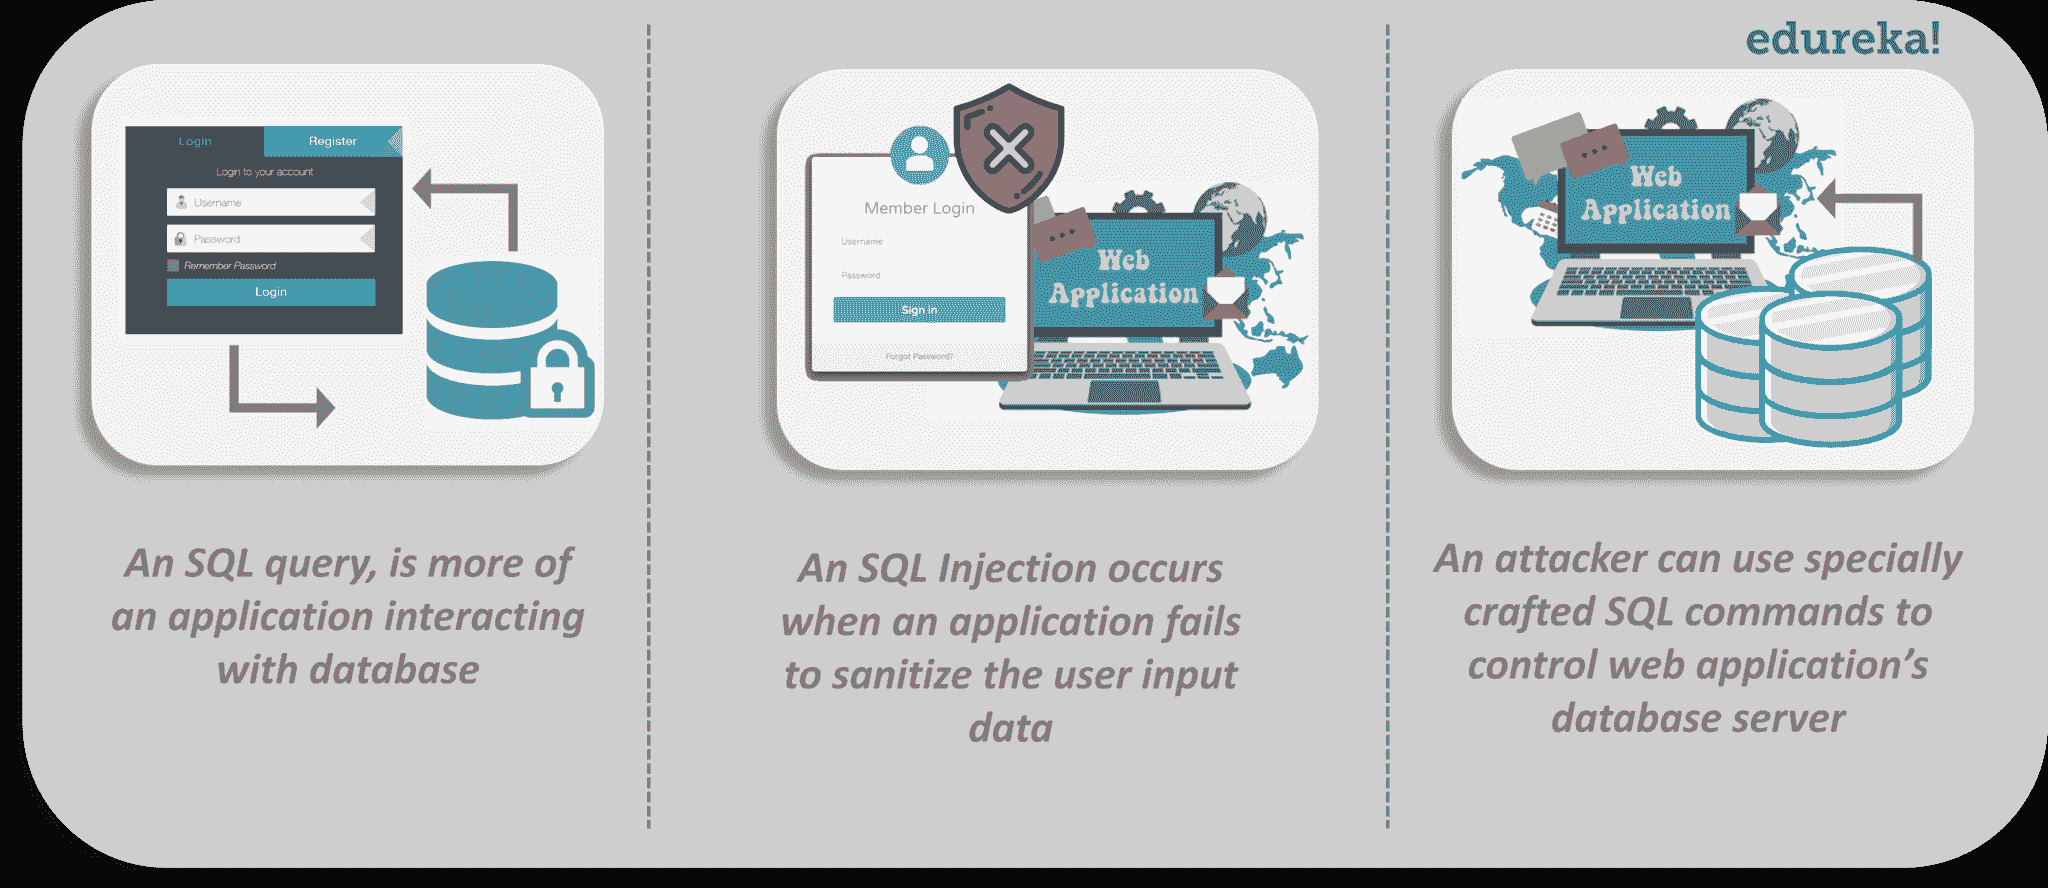 edureka!
Login
Register
Login to your account
Username
Password
Remember Password
Login
An SQL query, is more of
an application interacting
with database
Member Login
Username
Password
Sign in
Forgot Password?
Web
Application
An SQL Injection occurs
when an application fails
to sanitize the user input
data
Web
Application
An attacker can use specially
crafted SQL commands to
control web application’s
database server